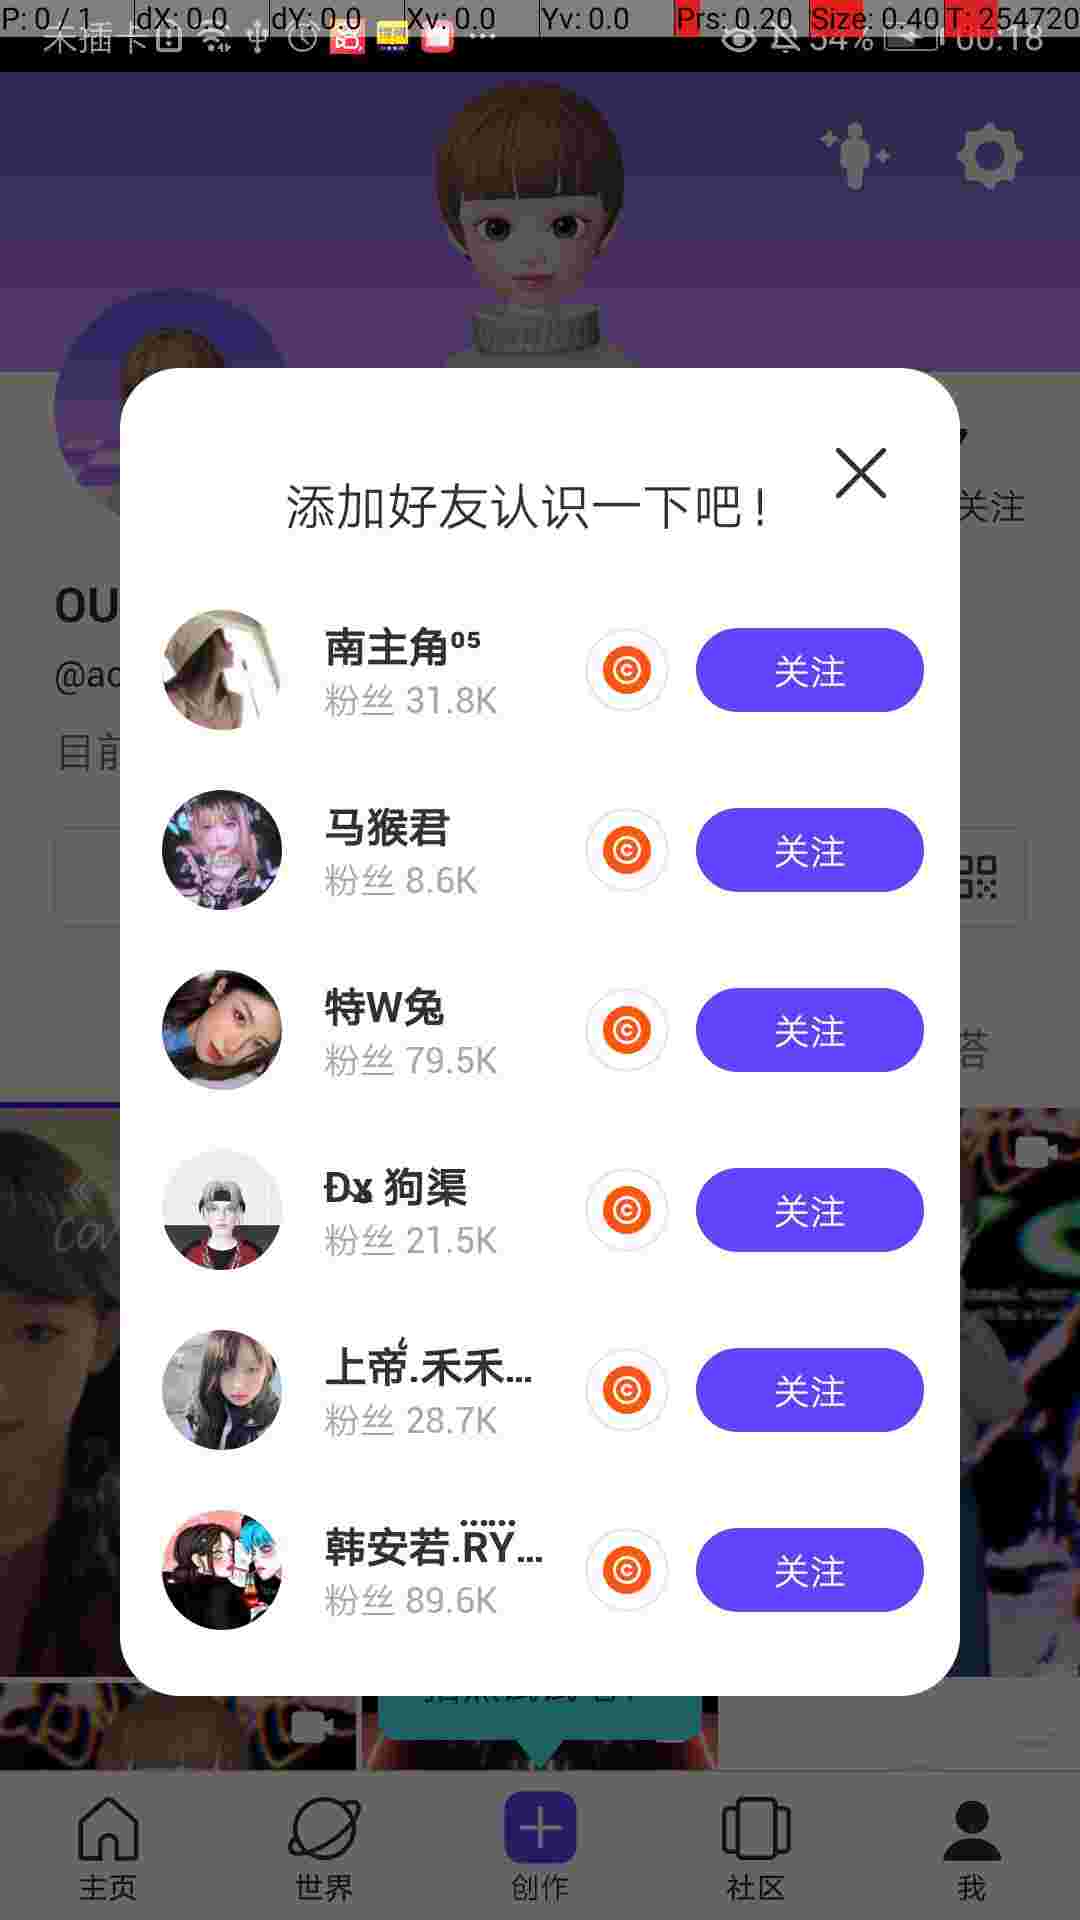 P: 0 / 1 dX: 0.0 dY: 0.0 Xv: 0.0 Yv: 0.0 Prs: 0.20 Size: 0.40 T: 254720
未插卡 54% 00:18
关注
添加好友认识一下吧！
OU
@ac
目前
南主角⁰⁵
粉丝 31.8K
关注
马猴君
粉丝 8.6K
关注
特W兔
粉丝 79.5K
关注
狗渠
粉丝 21.5K
关注
上帝.禾禾...
粉丝 28.7K
关注
韩安若.RY...
粉丝 89.6K
关注
答
主页 世界 创作 社区 我